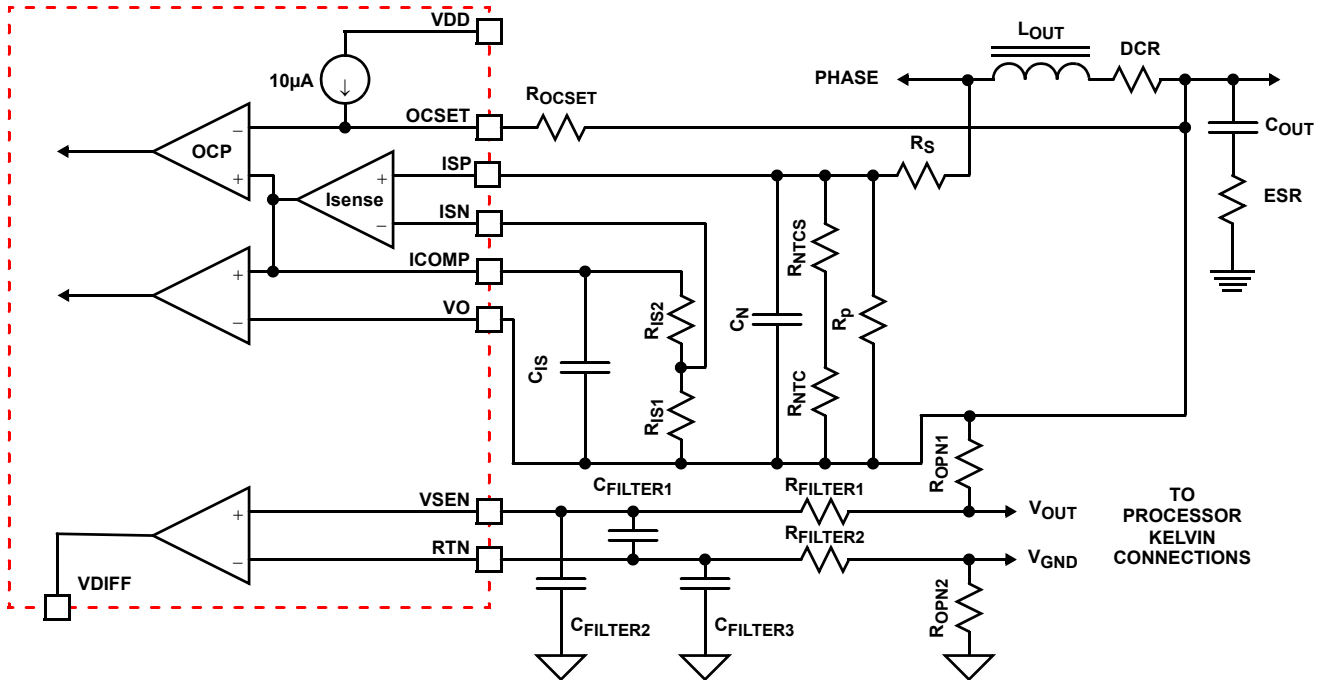 VDD
10µA
OCSET
ROCSET
PHASE
LOUT
DCR
COUT
ESR
OCP
−
+
Isense
+
−
ISP
ISN
RS
ICOMP
VO
+
−
CIS
RIS2
RIS1
CN
RNTCS
RNTC
Rp
ROPN1
CFILTER1
RFILTER1
VSEN
VOUT
RFILTER2
RTN
VGND
TO
PROCESSOR
KELVIN
CONNECTIONS
+
−
VDIFF
CFILTER2
CFILTER3
ROPN2